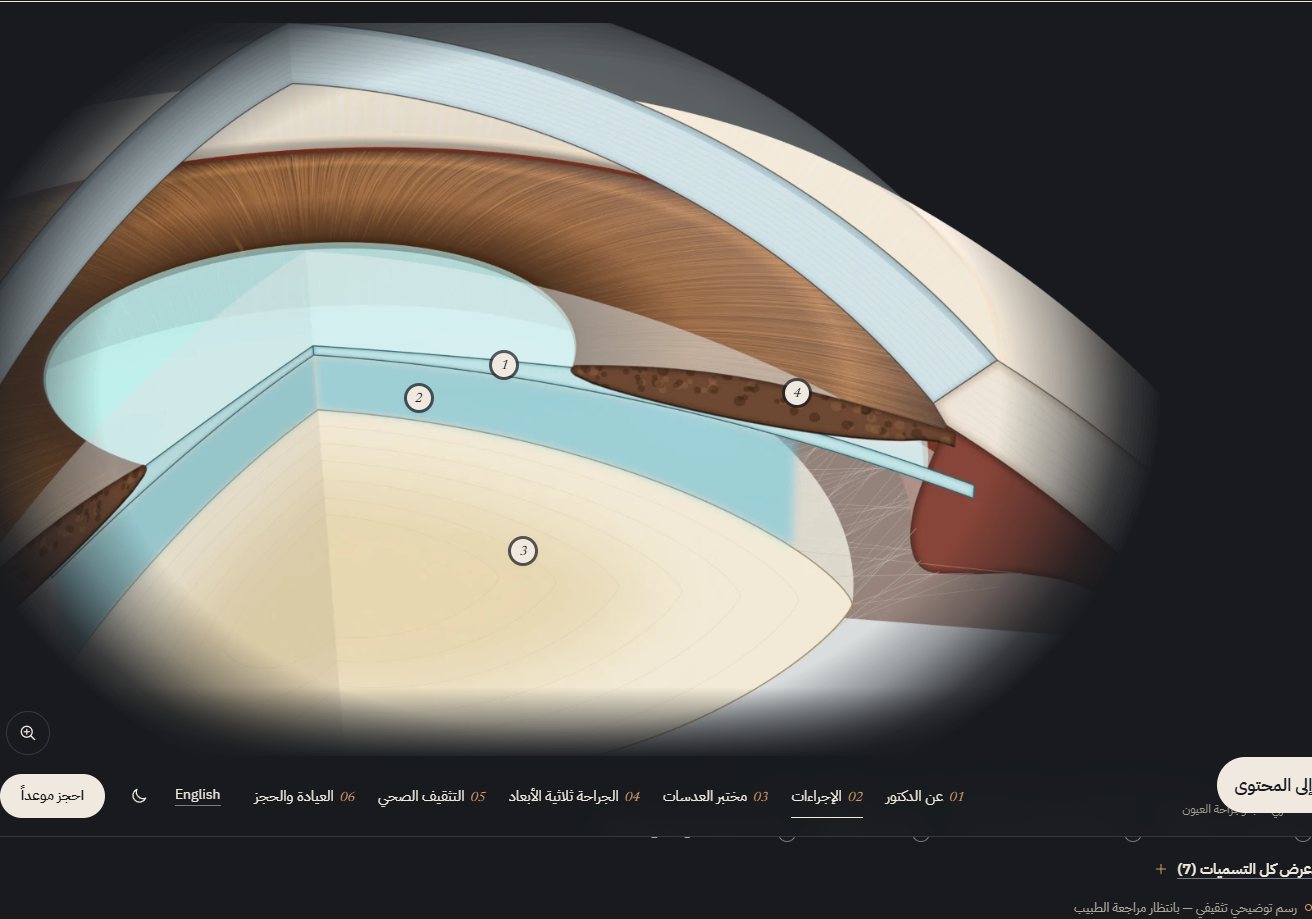 1
2
4
3
إلى المحتوى
01 عن الدكتور
02 الإجراءات
03 مختبر العدسات
04 الجراحة ثلاثية الأبعاد
05 التثقيف الصحي
06 العيادة والحجز
English
احجز موعداً
احة العيون
عرض كل التسميات (7) +
رسم توضيحي تثقيفي — بانتظار مراجعة الطبيب